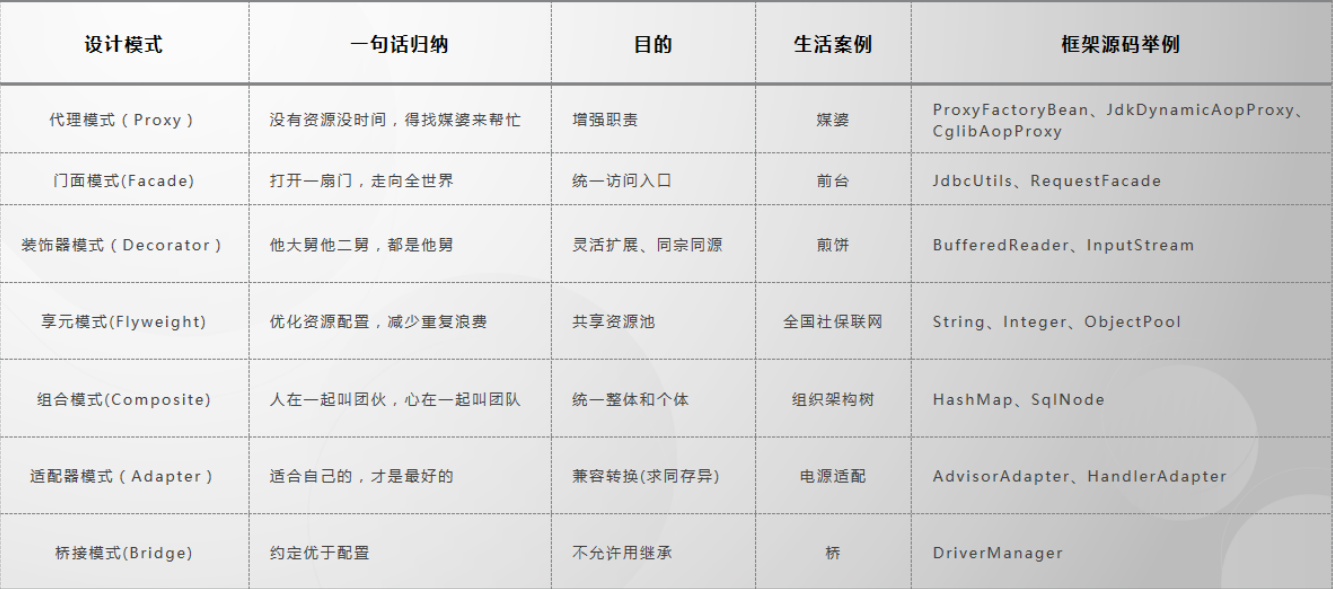 设计模式 一句话归纳 目的 生活案例 框架源码举例
代理模式（Proxy） 没有资源没时间，得找媒婆来帮忙 增强职责 媒婆 ProxyFactoryBean、JdkDynamicAopProxy、
CglibAopProxy
门面模式(Facade) 打开一扇门，走向全世界 统一访问入口 前台 JdbcUtils、RequestFacade
装饰器模式（Decorator） 他大舅他二舅，都是他舅 灵活扩展、同宗同源 煎饼 BufferedReader、InputStream
享元模式(Flyweight) 优化资源配置，减少重复浪费 共享资源池 全国社保联网 String、Integer、ObjectPool
组合模式(Composite) 人在一起叫团伙，心在一起叫团队 统一整体和个体 组织架构树 HashMap、SqlNode
适配器模式（Adapter） 适合自己的，才是最好的 兼容转换(求同存异) 电源适配 AdvisorAdapter、HandlerAdapter
桥接模式(Bridge) 约定优于配置 不允许用继承 桥 DriverManager